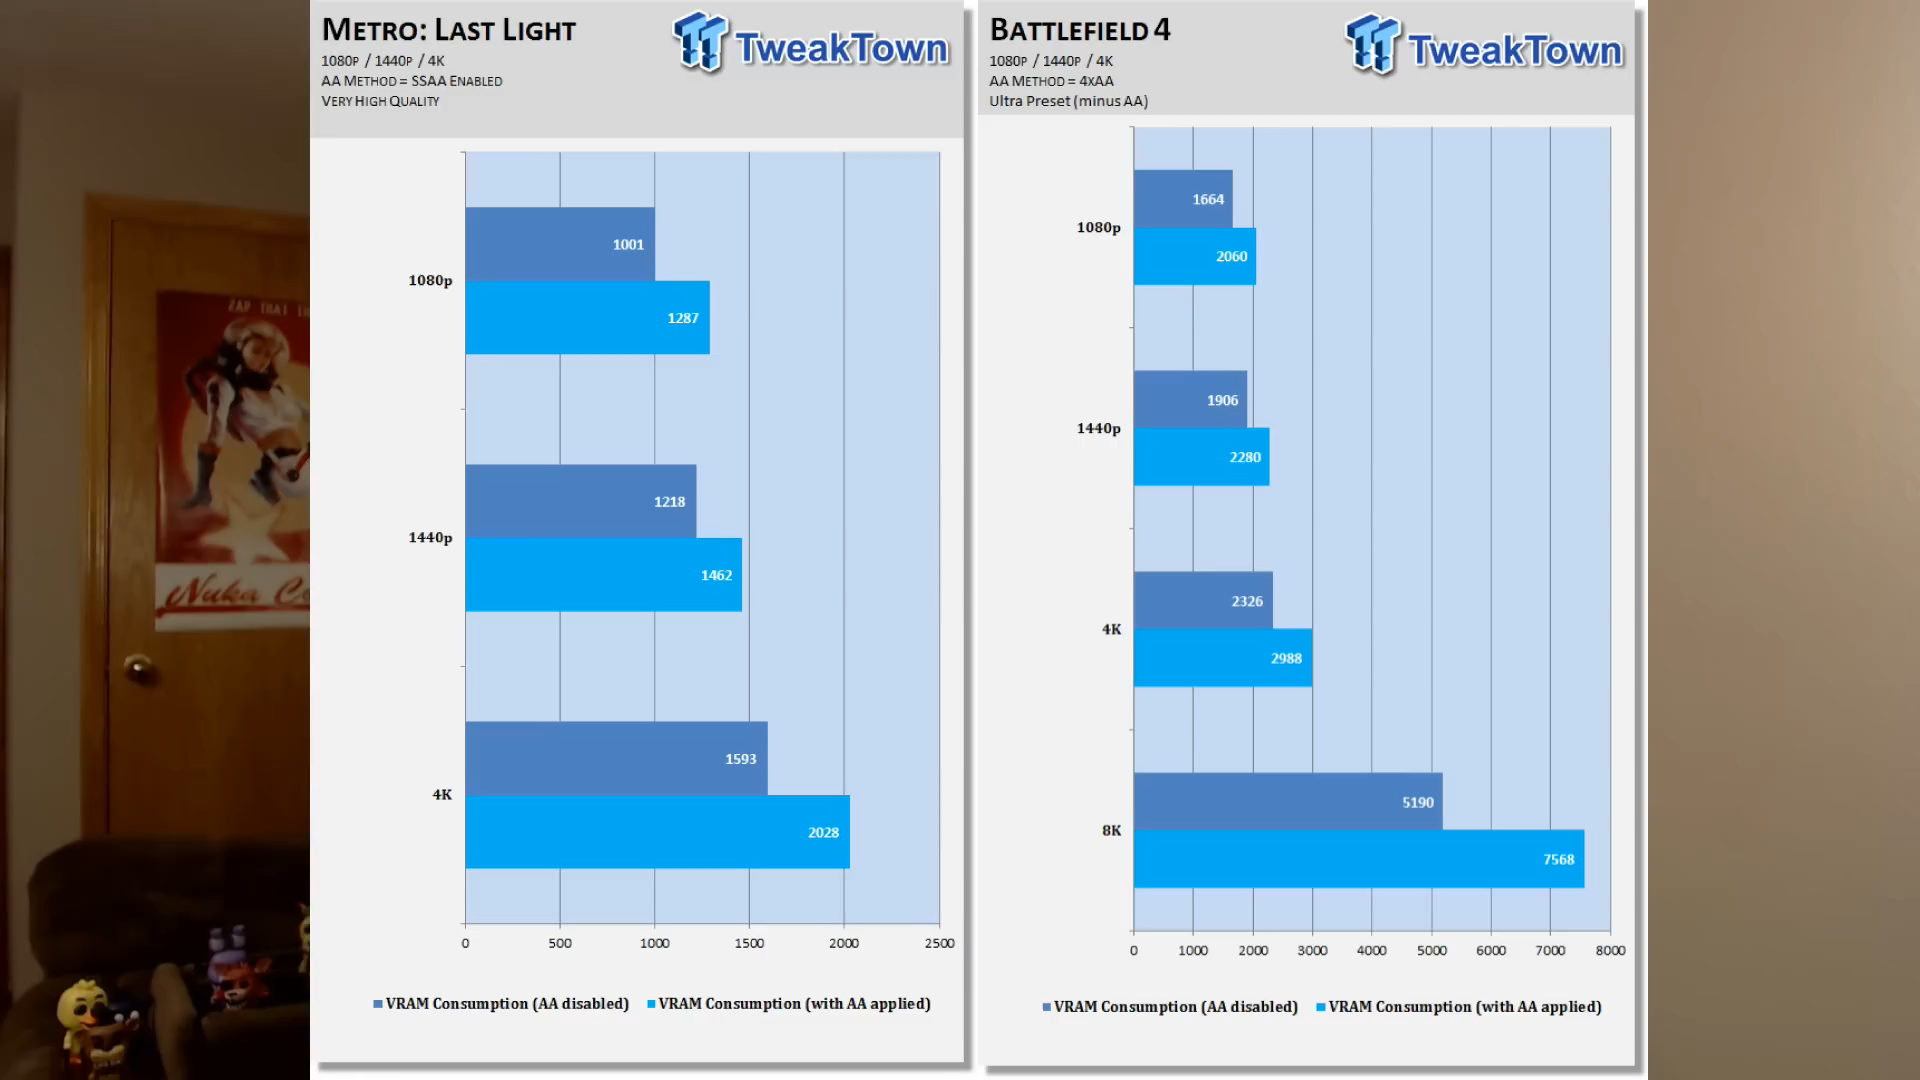 METRO: LAST LIGHT
1080P / 1440P / 4K
AA METHOD = SSAA ENABLED
VERY HIGH QUALITY
TweakTown
1080p
1001
1287
1440p
1218
1462
4K
1593
2028
0 500 1000 1500 2000 2500
VRAM Consumption (AA disabled) VRAM Consumption (with AA applied)
BATTLEFIELD 4
1080P / 1440P / 4K
AA METHOD = 4XAA
Ultra Preset (minus AA)
TweakTown
1080p
1664
2060
1440p
1906
2280
4K
2326
2988
8K
5190
7568
0 1000 2000 3000 4000 5000 6000 7000 8000
VRAM Consumption (AA disabled) VRAM Consumption (with AA applied)
ZAP THAT
Nuka